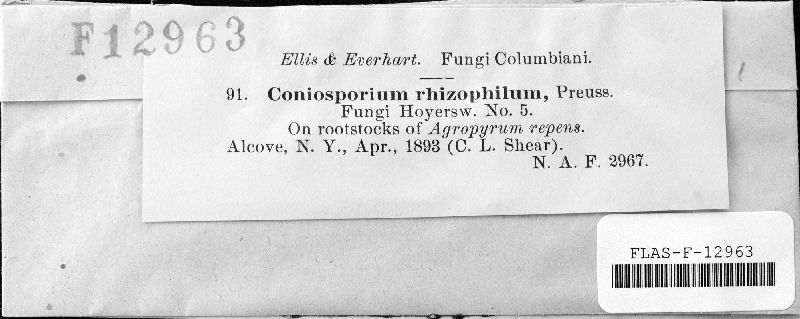 F12963
Ellis & Everhart. Fungi Columbiani.
91. Coniosporium rhizophilum, Preuss.
Fungi Hoyersw. No. 5.
On rootstocks of Agropyrum repens.
Alcove, N. Y., Apr., 1893 (C. L. Shear).
N. A. F. 2967.
FLAS-F-12963